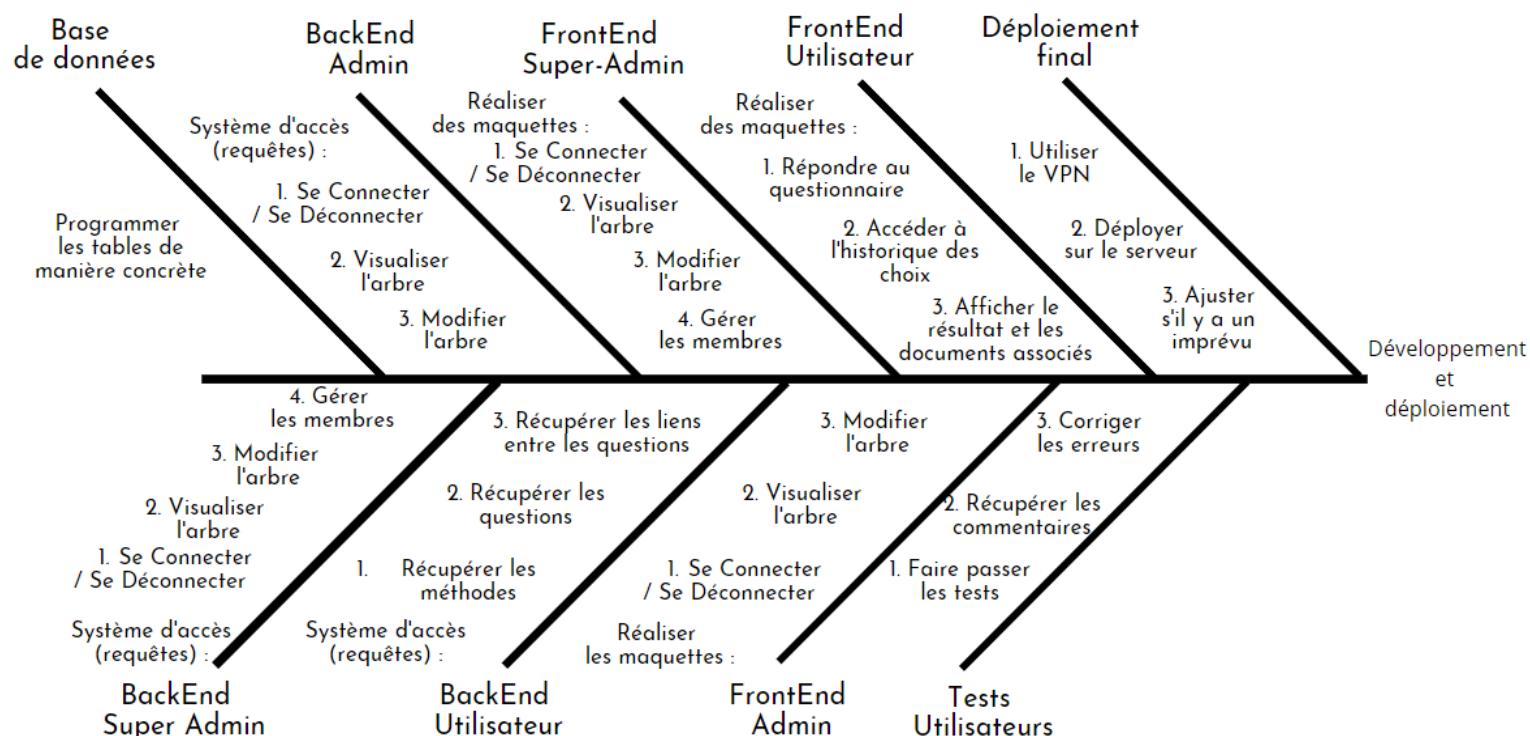 Base
de données
Programmer
les tables de
manière concrète
BackEnd
Admin
Système d'accès
(requêtes) :
1. Se Connecter
/ Se Déconnecter
2. Visualiser
l'arbre
3. Modifier
l'arbre
FrontEnd
Super-Admin
Réaliser
des maquettes :
1. Se Connecter
/ Se Déconnecter
2. Visualiser
l'arbre
3. Modifier
l'arbre
4. Gérer
les membres
FrontEnd
Utilisateur
Réaliser
des maquettes :
1. Répondre au
questionnaire
2. Accéder à
l'historique des
choix
3. Afficher le
résultat et les
documents associés
Déploiement
final
1. Utiliser
le VPN
2. Déployer
sur le serveur
3. Ajuster
s'il y a un
imprévu
Développement
et
déploiement
4. Gérer
les membres
3. Modifier
l'arbre
2. Visualiser
l'arbre
1. Se Connecter
/ Se Déconnecter
Système d'accès
(requêtes) :
BackEnd
Super Admin
3. Récupérer les liens
entre les questions
2. Récupérer les
questions
1. Récupérer les
méthodes
Système d'accès
(requêtes) :
BackEnd
Utilisateur
3. Modifier
l'arbre
2. Visualiser
l'arbre
1. Se Connecter
/ Se Déconnecter
Réaliser
les maquettes :
FrontEnd
Admin
3. Corriger
les erreurs
2. Récupérer les
commentaires
1. Faire passer
les tests
Tests
Utilisateurs